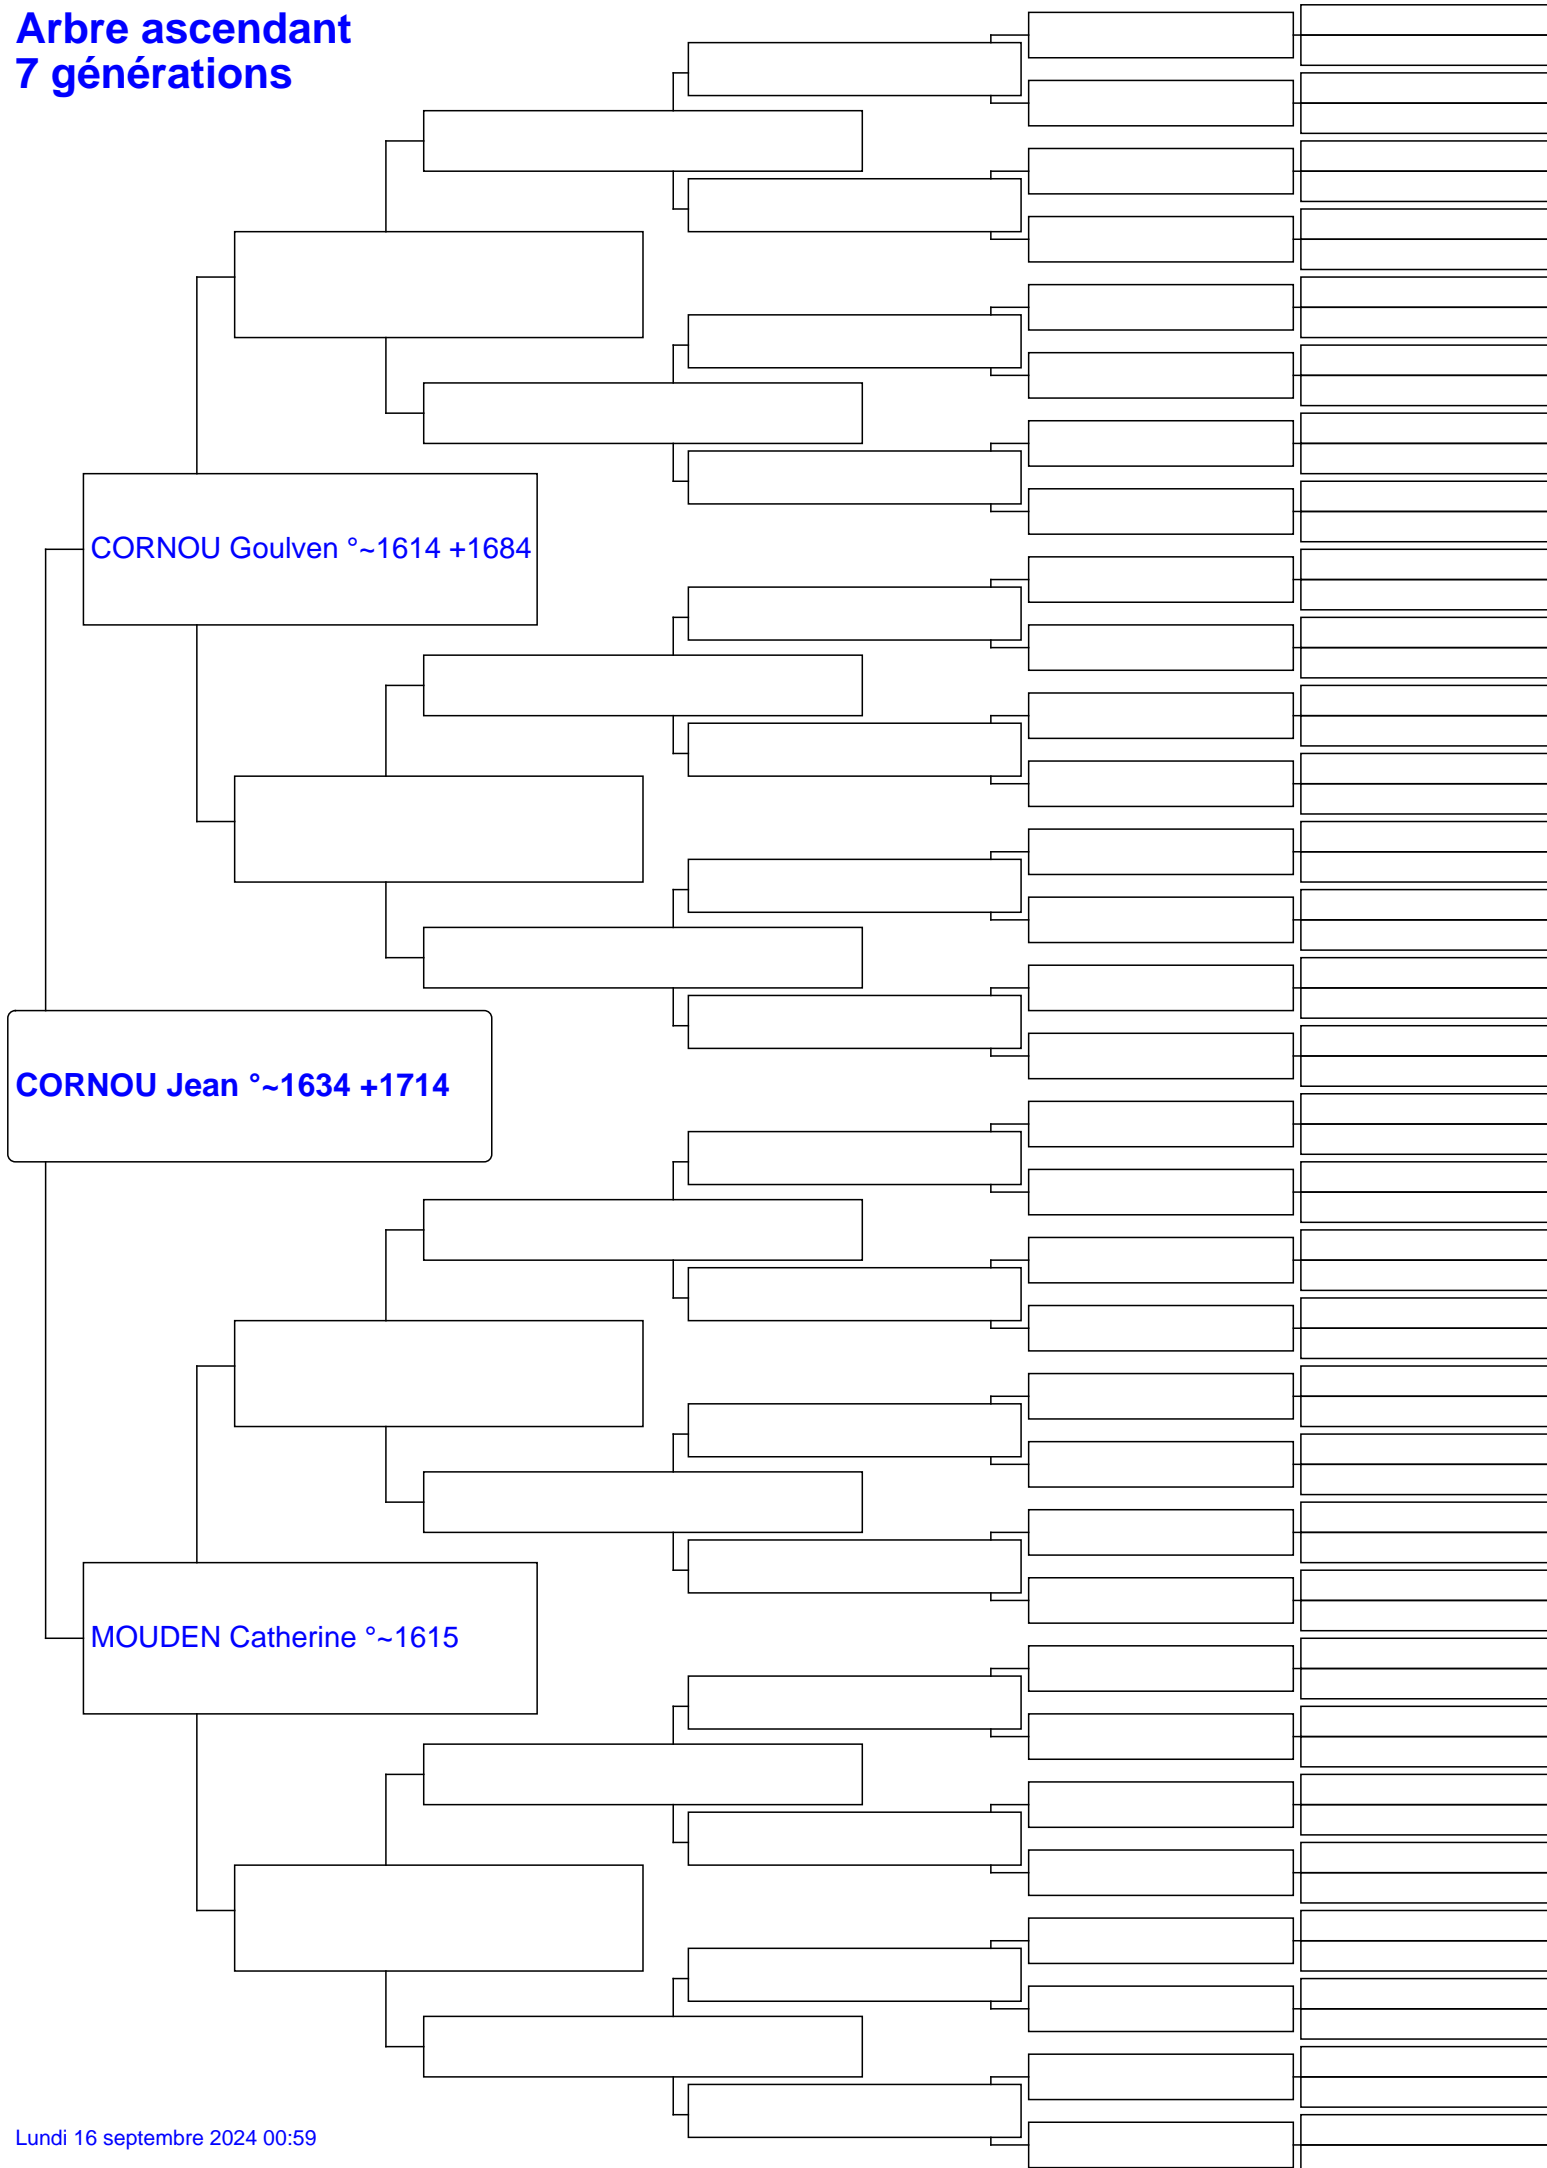 Arbre ascendant
7 générations
CORNOU Goulven °~1614 +1684
CORNOU Jean °~1634 +1714
MOUDEN Catherine °~1615
Lundi 16 septembre 2024 00:59